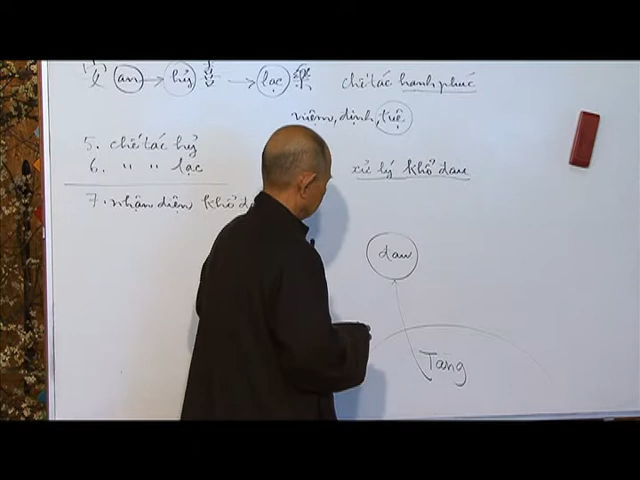 an → hỷ → lạc 樂 chế tác hạnh phúc
niệm, định, tuệ
5. chế tác hỷ
6. " " lạc xử lý khổ đau
7. nhận diện khổ đ
đau
Tàng